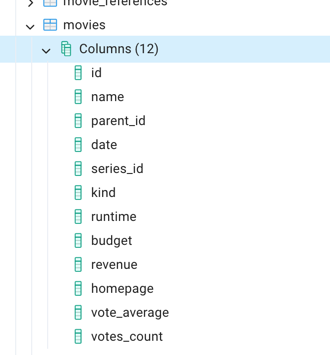 movie_references
movies
Columns (12)
id
name
parent_id
date
series_id
kind
runtime
budget
revenue
homepage
vote_average
votes_count